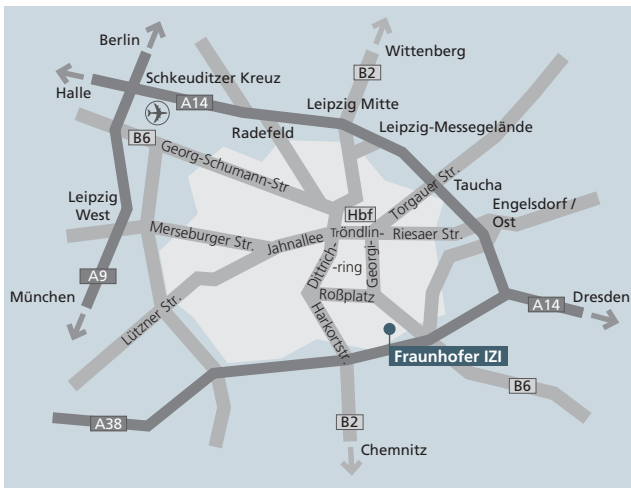 Berlin
Wittenberg
B2
Schkeuditzer Kreuz
Halle
A14
Leipzig Mitte
Radefeld
Leipzig-Messegelände
B6
Georg-Schumann-Str
Torgauer Str.
Taucha
Leipzig
West
Engelsdorf /
Ost
Hbf
Merseburger Str.
Jahnallee
Tröndlin-
Riesaer Str.
Dittrich-
-ring
Georgi-
A9
München
Roßplatz
A14
Dresden
Lützner Str.
Harkortstr.
Fraunhofer IZI
B6
A38
B2
Chemnitz